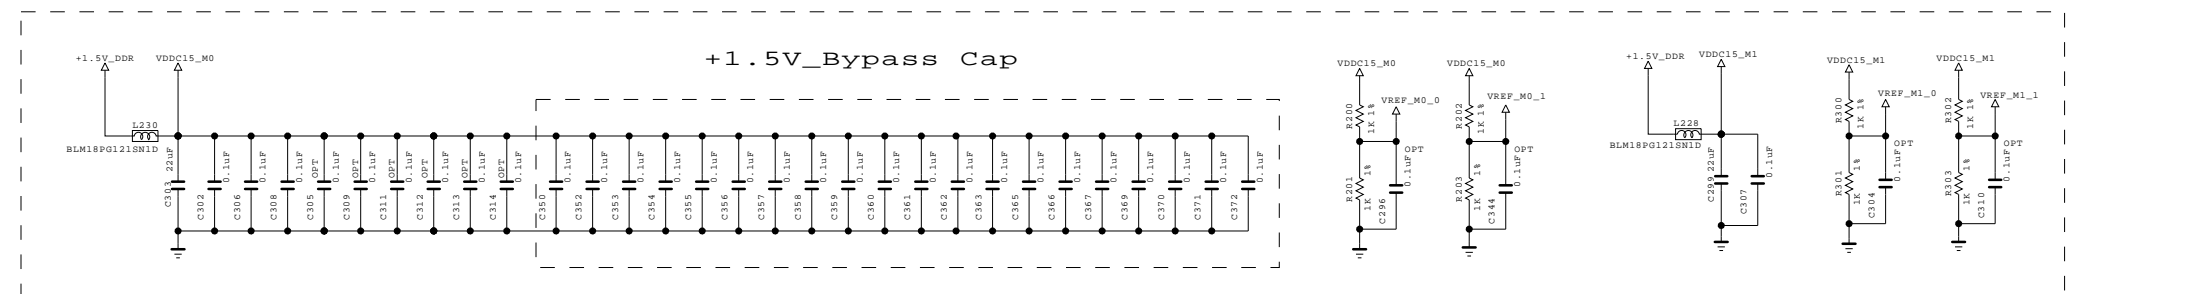 +1.5V_Bypass Cap
+1.5V_DDR
VDDC15_M0
L230
BLM18PG121SN1D
C303 22uF
C302 0.1uF
C306 0.1uF
C308 0.1uF
C305 0.1uF OPT
C309 0.1uF
C311 0.1uF OPT
C312 0.1uF OPT
C313 0.1uF
C314 0.1uF OPT
C350 0.1uF
C352 0.1uF
C353 0.1uF
C354 0.1uF
C355 0.1uF
C356 0.1uF
C357 0.1uF
C358 0.1uF
C359 0.1uF
C360 0.1uF
C361 0.1uF
C362 0.1uF
C363 0.1uF
C365 0.1uF
C366 0.1uF
C367 0.1uF
C369 0.1uF
C370 0.1uF
C371 0.1uF
C372 0.1uF
VDDC15_M0
R200
1K 1%
VREF_M0_0
R201
1K 1%
OPT
0.1uF
C296
VDDC15_M0
R202
1K 1%
VREF_M0_1
R203
1K 1%
OPT
0.1uF
C344
+1.5V_DDR
VDDC15_M1
L228
BLM18PG121SN1D
C299 22uF
C307 0.1uF
VDDC15_M1
R300
1K 1%
VREF_M1_0
R301
1K 1%
OPT
0.1uF
C304
VDDC15_M1
R302
1K 1%
VREF_M1_1
R303
1K 1%
OPT
0.1uF
C310